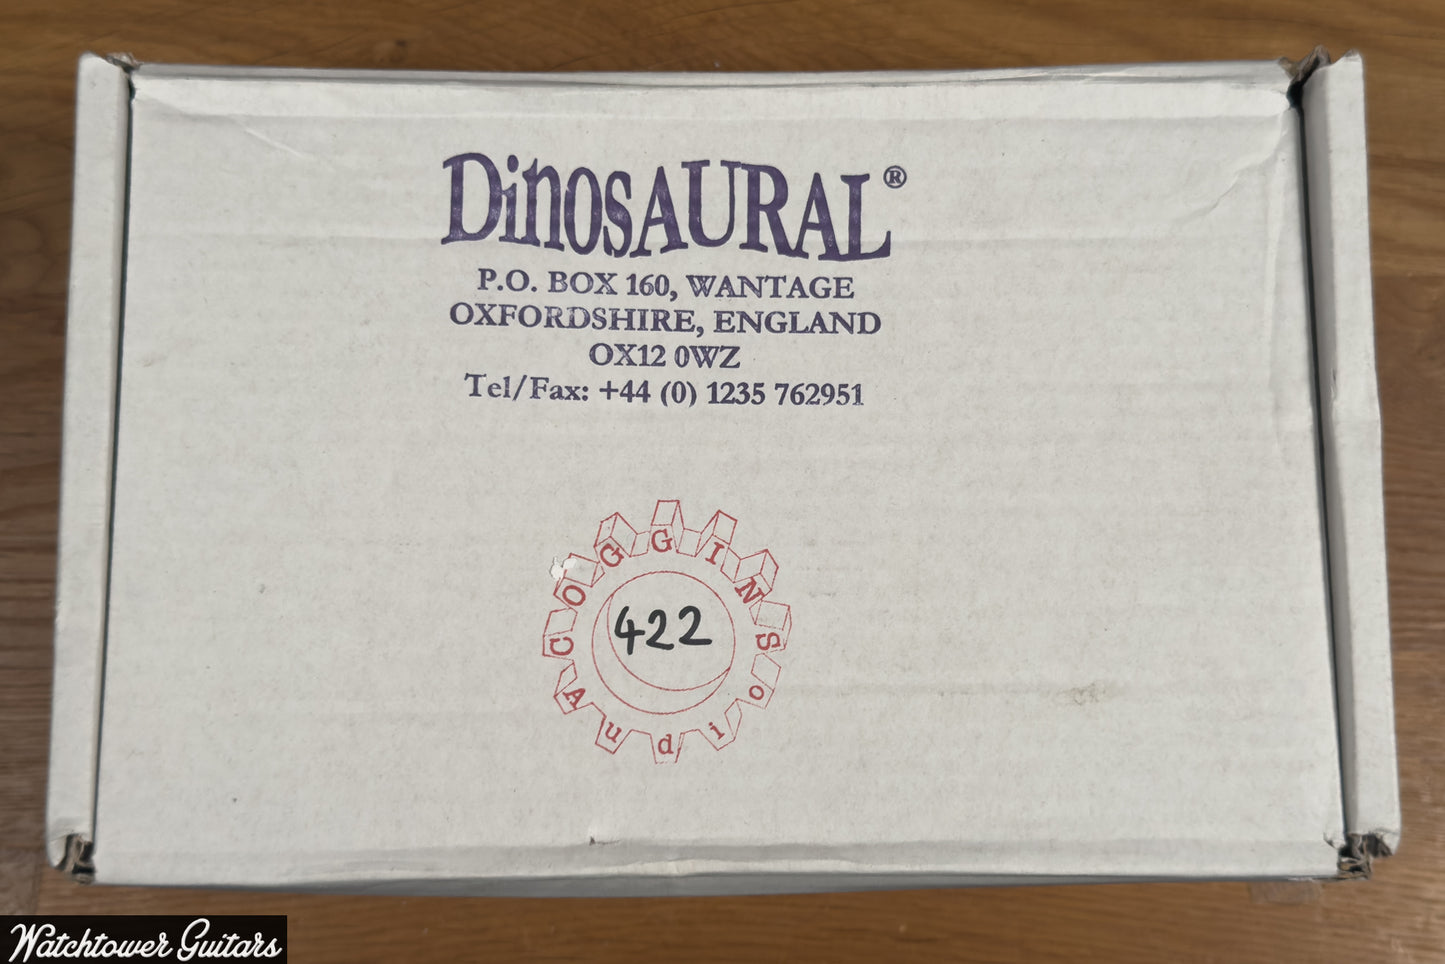 DinosAURAL®
P.O. BOX 160, WANTAGE
OXFORDSHIRE, ENGLAND
OX12 0WZ
Tel/Fax: +44 (0) 1235 762951
COGGINS
Audio
422
Watchtower Guitars